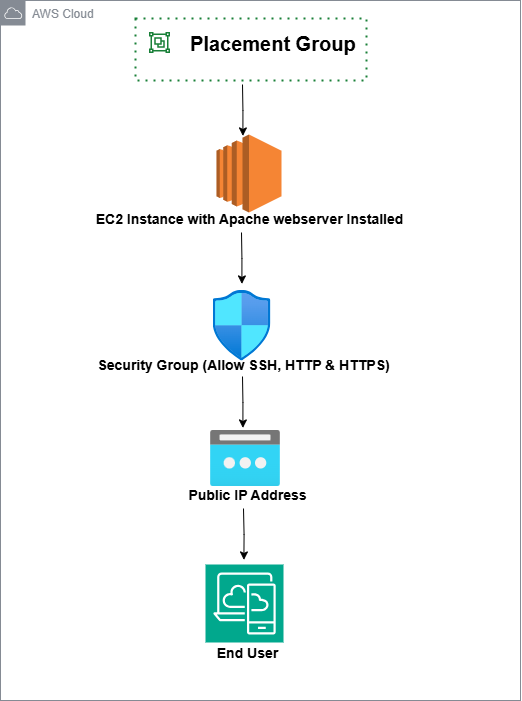 AWS Cloud
Placement Group
EC2 Instance with Apache webserver Installed
Security Group (Allow SSH, HTTP & HTTPS)
Public IP Address
End User